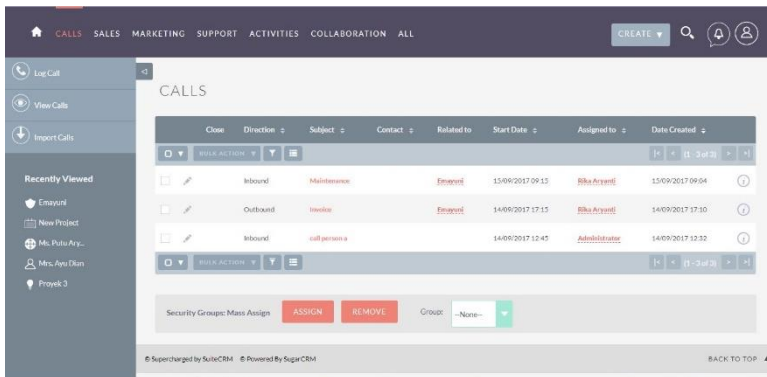 CALLS SALES MARKETING SUPPORT ACTIVITIES COLLABORATION ALL CREATE
Log Call
View Calls
Import Calls
Recently Viewed
Emayuni
New Project
Ms. Putu Ary...
Mrs. Ayu Dian
Proyek 3
CALLS
Close Direction Subject Contact Related to Start Date Assigned to Date Created
BULK ACTION (1 - 3 of 3)
Inbound Maintenance Emayuni 15/09/2017 09:15 Rika Aryanti 15/09/2017 09:04
Outbound Invoice Emayuni 14/09/2017 17:15 Rika Aryanti 14/09/2017 17:10
Inbound call person a 14/09/2017 12:45 Administrator 14/09/2017 12:32
BULK ACTION (1 - 3 of 3)
Security Groups: Mass Assign ASSIGN REMOVE Group: --None--
© Supercharged by SuiteCRM © Powered By SugarCRM BACK TO TOP